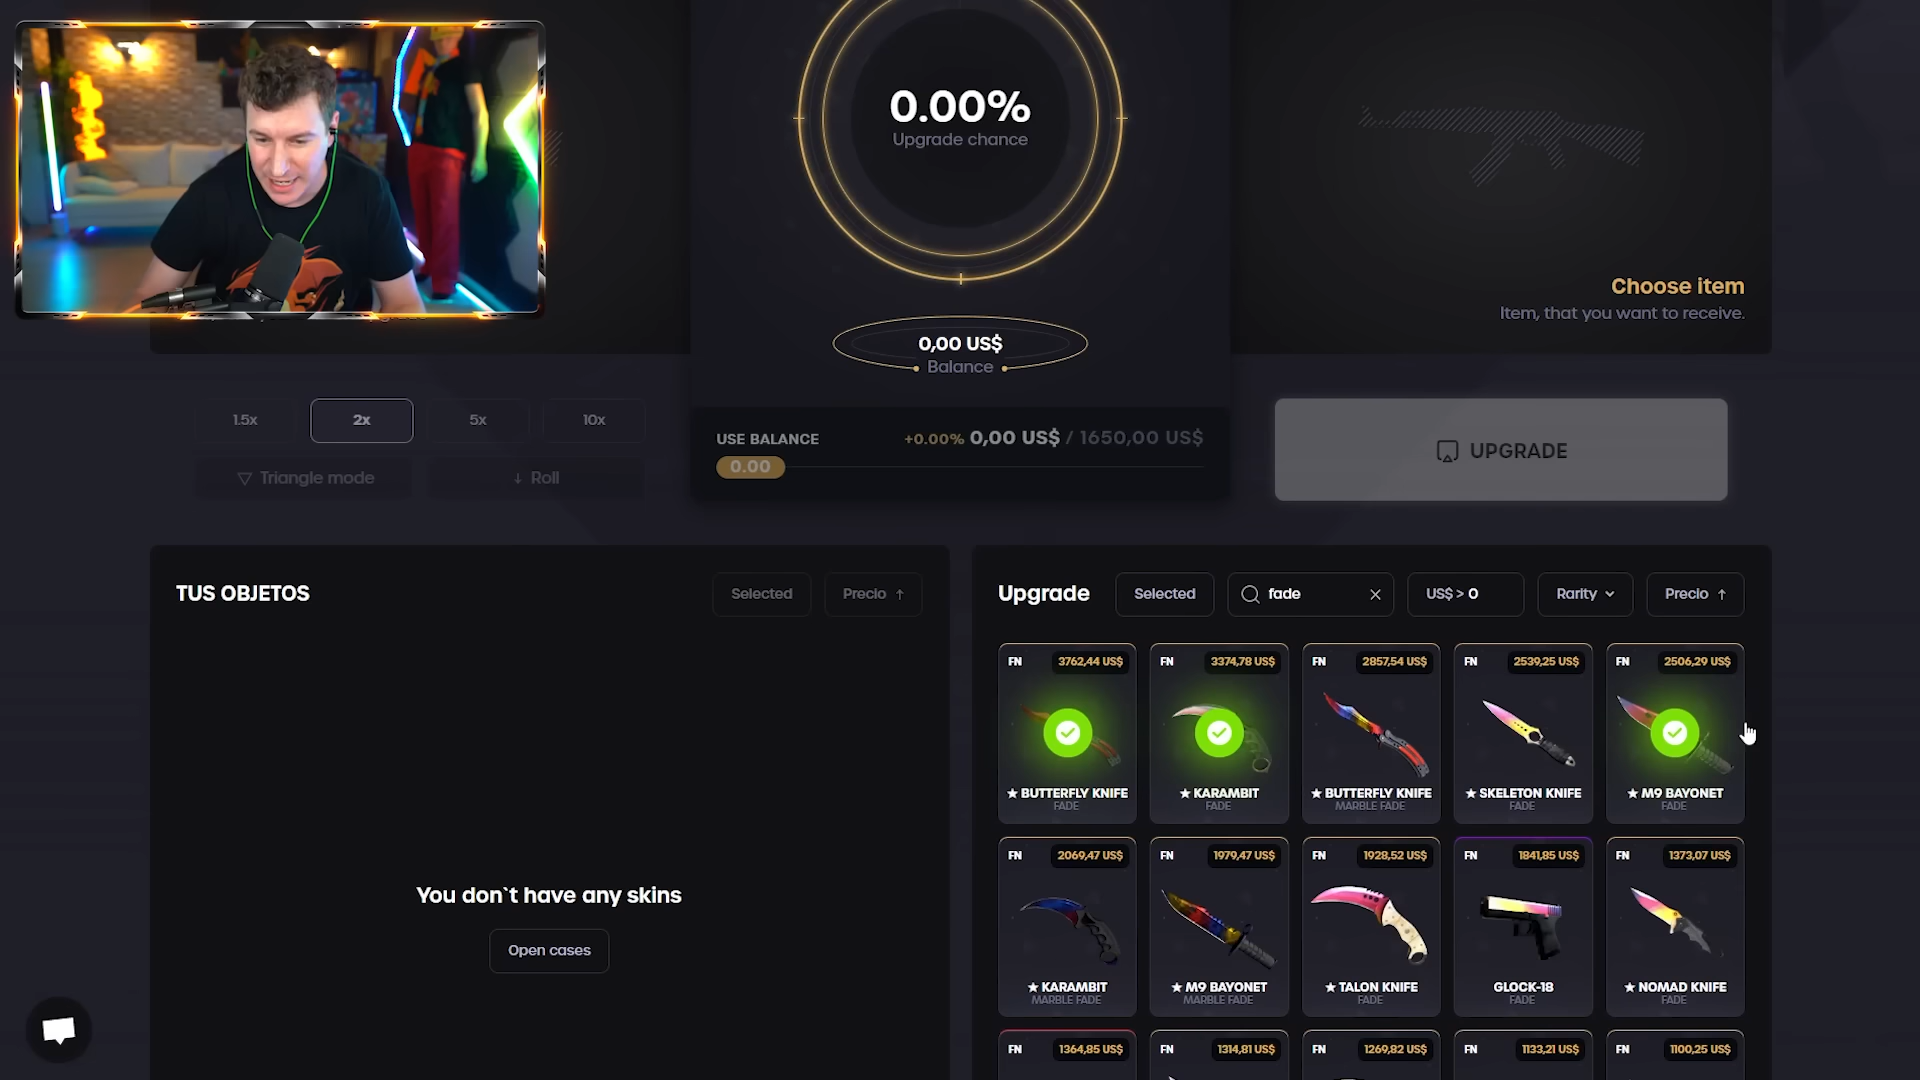 0.00%
Upgrade chance
Choose item
Item, that you want to receive.
0,00 US$
Balance
1.5x
2x
5x
10x
Triangle mode
Roll
USE BALANCE
+0.00% 0,00 US$ / 1650,00 US$
0.00
UPGRADE
TUS OBJETOS
Selected
Precio ↑
You don`t have any skins
Open cases
Upgrade
Selected
fade
US$ > 0
Rarity
Precio ↑
FN 3762,44 US$
★ BUTTERFLY KNIFE
FADE
FN 3374,78 US$
★ KARAMBIT
FADE
FN 2857,54 US$
★ BUTTERFLY KNIFE
MARBLE FADE
FN 2539,25 US$
★ SKELETON KNIFE
FADE
FN 2506,29 US$
★ M9 BAYONET
FADE
FN 2069,47 US$
★ KARAMBIT
MARBLE FADE
FN 1979,47 US$
★ M9 BAYONET
MARBLE FADE
FN 1928,52 US$
★ TALON KNIFE
FADE
FN 1841,85 US$
GLOCK-18
FADE
FN 1373,07 US$
★ NOMAD KNIFE
FADE
FN 1364,85 US$
FN 1314,81 US$
FN 1269,82 US$
FN 1133,21 US$
FN 1100,25 US$